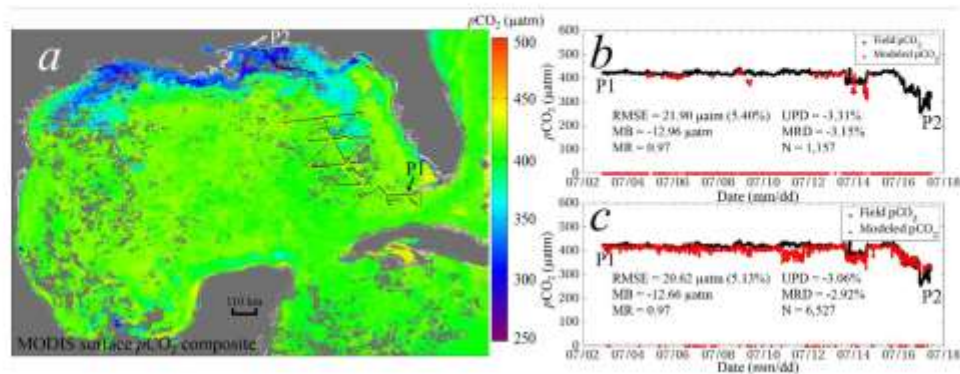 pCO₂ (µatm)
a
P2
500
450
400
350
300
250
P1
110 km
MODIS surface pCO₂ composite
b
600
500
400
300
200
100
0
pCO₂ (µatm)
Field pCO₂
Modeled pCO₂
P1
P2
RMSE = 21.90 µatm (5.40%) UPD = -3.31%
MB = -12.96 µatm MRD = -3.15%
MR = 0.97 N = 1,157
07/02 07/04 07/06 07/08 07/10 07/12 07/14 07/16 07/18
Date (mm/dd)
c
600
500
400
300
200
100
0
pCO₂ (µatm)
Field pCO₂
Modeled pCO₂
P1
P2
RMSE = 20.62 µatm (5.13%) UPD = -3.06%
MB = -12.66 µatm MRD = -2.92%
MR = 0.97 N = 6,527
07/02 07/04 07/06 07/08 07/10 07/12 07/14 07/16 07/18
Date (mm/dd)